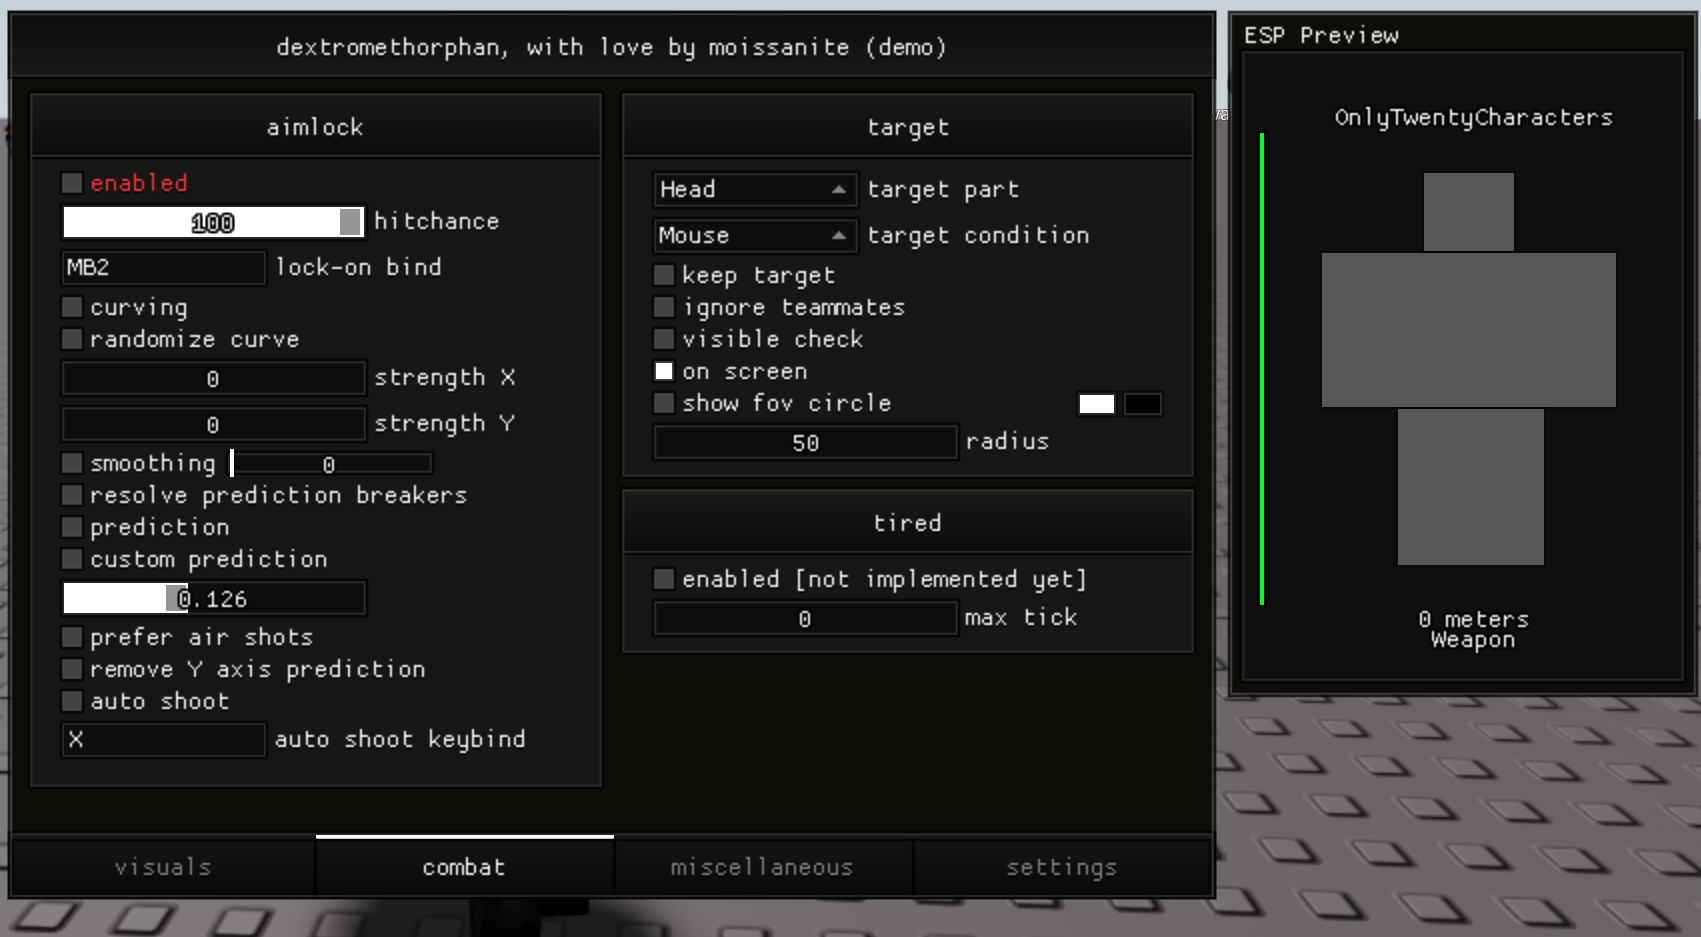 dextromethorphan, with love by moissanite (demo)
aimlock
enabled
100 hitchance
MB2 lock-on bind
curving
randomize curve
0 strength X
0 strength Y
smoothing 0
resolve prediction breakers
prediction
custom prediction
0.126
prefer air shots
remove Y axis prediction
auto shoot
X auto shoot keybind
target
Head target part
Mouse target condition
keep target
ignore teammates
visible check
on screen
show fov circle
50 radius
tired
enabled [not implemented yet]
0 max tick
visuals
combat
miscellaneous
settings
ESP Preview
OnlyTwentyCharacters
0 meters
Weapon